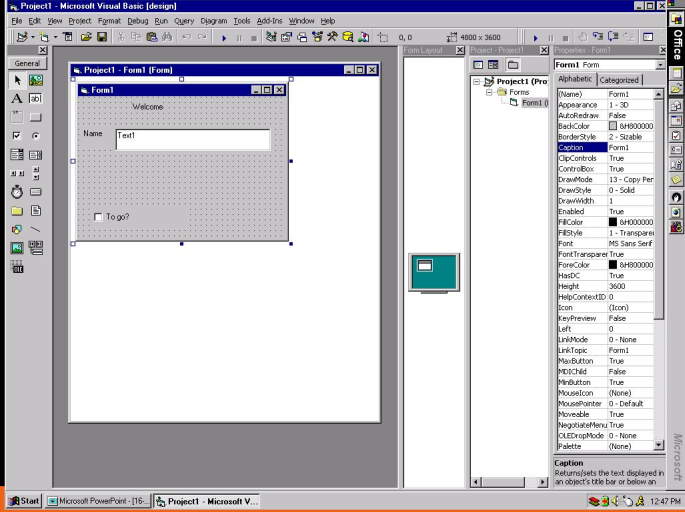 Project1 - Microsoft Visual Basic [design]
File Edit View Project Format Debug Run Query Diagram Tools Add-Ins Window Help
0, 0 4800 x 3600
Form Layout
Project - Project1
Properties - Form1
Office
Microsoft
General
A
ab|
Project1 - Form1 (Form)
Form1
Welcome
Name Text1
To go?
Project1 (Pro
Forms
Form1 (
Form1 Form
Alphabetic Categorized
(Name) Form1
Appearance 1 - 3D
AutoRedraw False
BackColor &H800000
BorderStyle 2 - Sizable
Caption Form1
ClipControls True
ControlBox True
DrawMode 13 - Copy Per
DrawStyle 0 - Solid
DrawWidth 1
Enabled True
FillColor &H000000
FillStyle 1 - Transparer
Font MS Sans Serif
FontTransparer True
ForeColor &H800000
HasDC True
Height 3600
HelpContextID 0
Icon (Icon)
KeyPreview False
Left 0
LinkMode 0 - None
LinkTopic Form1
MaxButton True
MDIChild False
MinButton True
MouseIcon (None)
MousePointer 0 - Default
Moveable True
NegotiateMenu True
OLEDropMode 0 - None
Palette (None)
Caption
Returns/sets the text displayed in
an object's title bar or below an
Start Microsoft PowerPoint - [16-... Project1 - Microsoft V... 12:47 PM